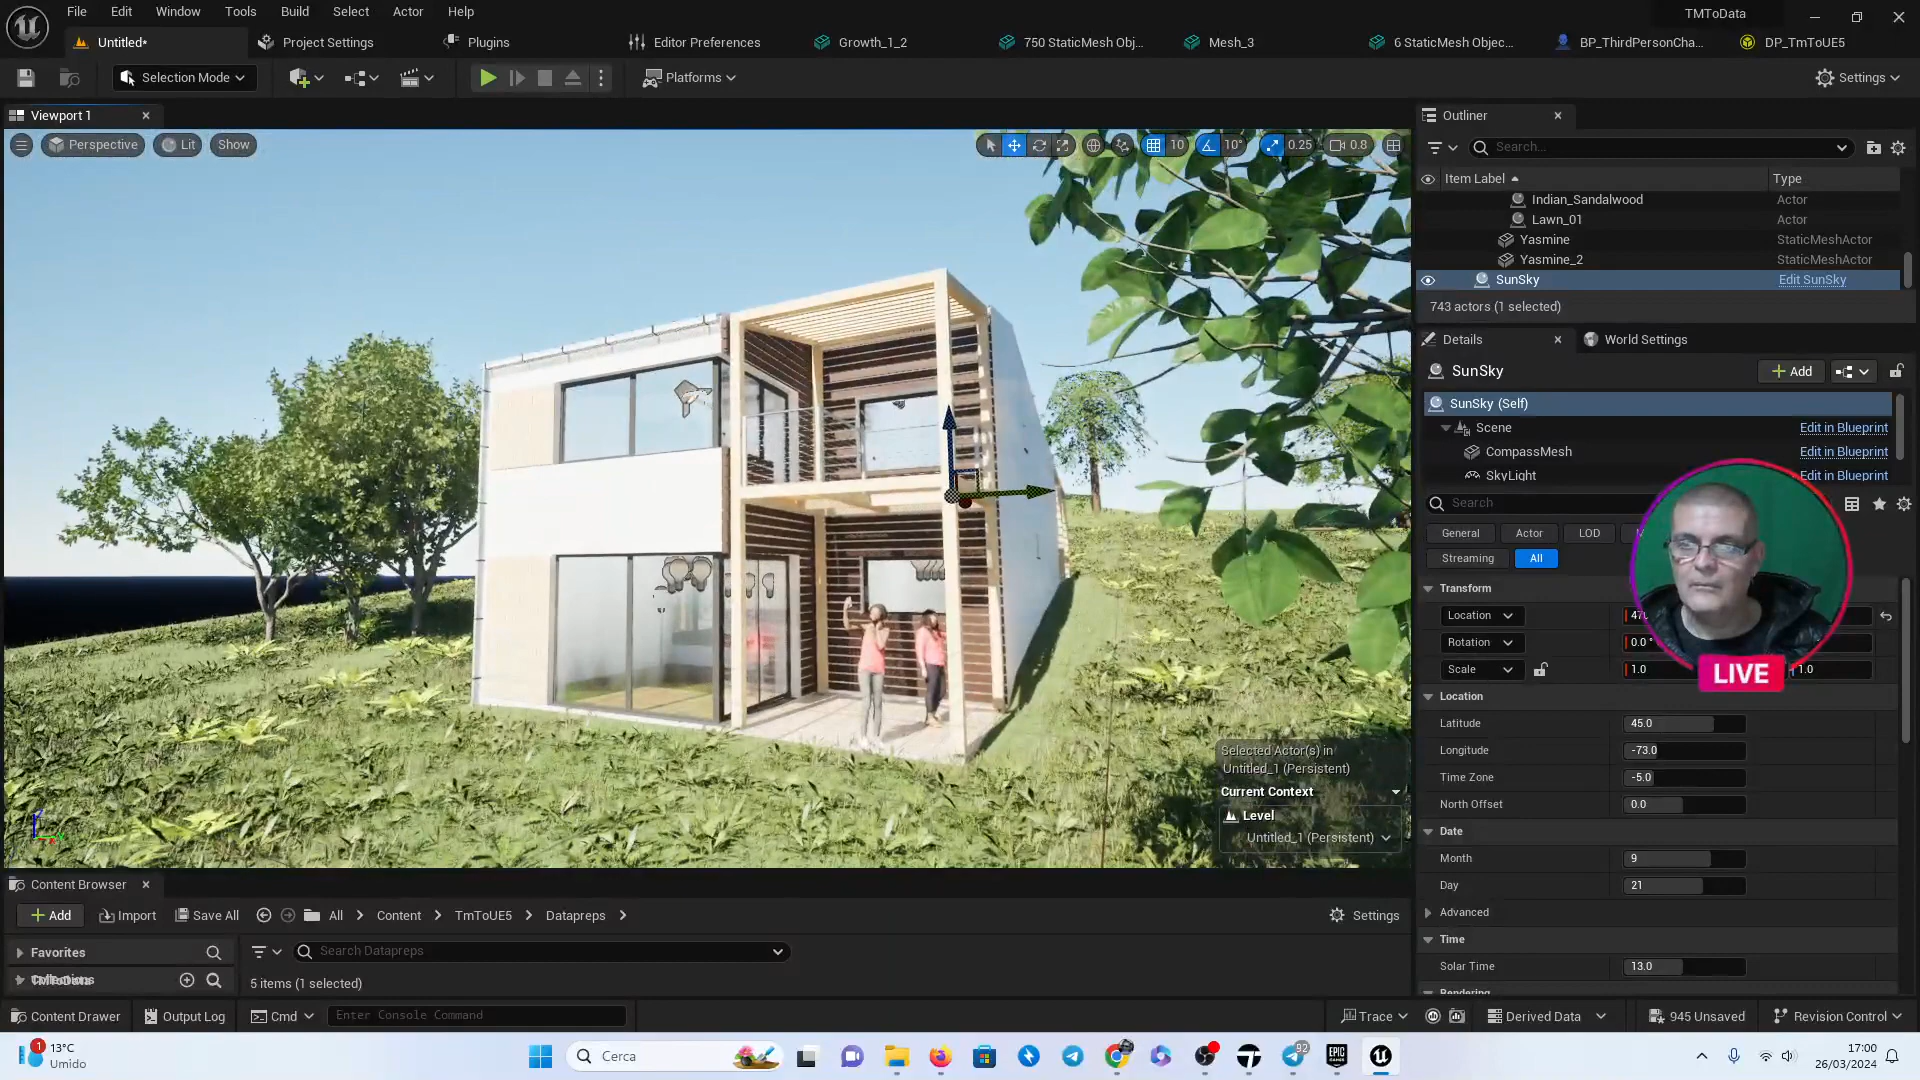 File Edit Window Tools Build Select Actor Help
TMToData
Untitled*
Project Settings
Plugins
Editor Preferences
Growth_1_2
750 StaticMesh Obj...
Mesh_3
6 StaticMesh Objec...
BP_ThirdPersonCha...
DP_TmToUE5
Selection Mode
Platforms
Settings
Viewport 1
Perspective
Lit
Show
10
10°
0.25
0.8
Outliner
Search...
Item Label
Type
Indian_Sandalwood Actor
Lawn_01 Actor
Yasmine StaticMeshActor
Yasmine_2 StaticMeshActor
SunSky Edit SunSky
743 actors (1 selected)
Details
World Settings
SunSky
Add
SunSky (Self)
Scene Edit in Blueprint
CompassMesh Edit in Blueprint
SkyLight Edit in Blueprint
Search
General
Actor
LOD
Streaming
All
Transform
Location
Rotation 0.0 °
Scale 1.0 1.0
LIVE
Location
Latitude 45.0
Longitude -73.0
Time Zone -5.0
North Offset 0.0
Date
Month 9
Day 21
Advanced
Time
Solar Time 13.0
Rendering
Selected Actor(s) in
Untitled_1 (Persistent)
Current Context
Level
Untitled_1 (Persistent)
Content Browser
Add
Import
Save All
All
Content
TmToUE5
Datapreps
Settings
Favorites
Search Datapreps
5 items (1 selected)
Content Drawer
Output Log
Cmd
Enter Console Command
Trace
Derived Data
945 Unsaved
Revision Control
1
13°C
Umido
Cerca
92
EPIC
GAMES
17:00
26/03/2024